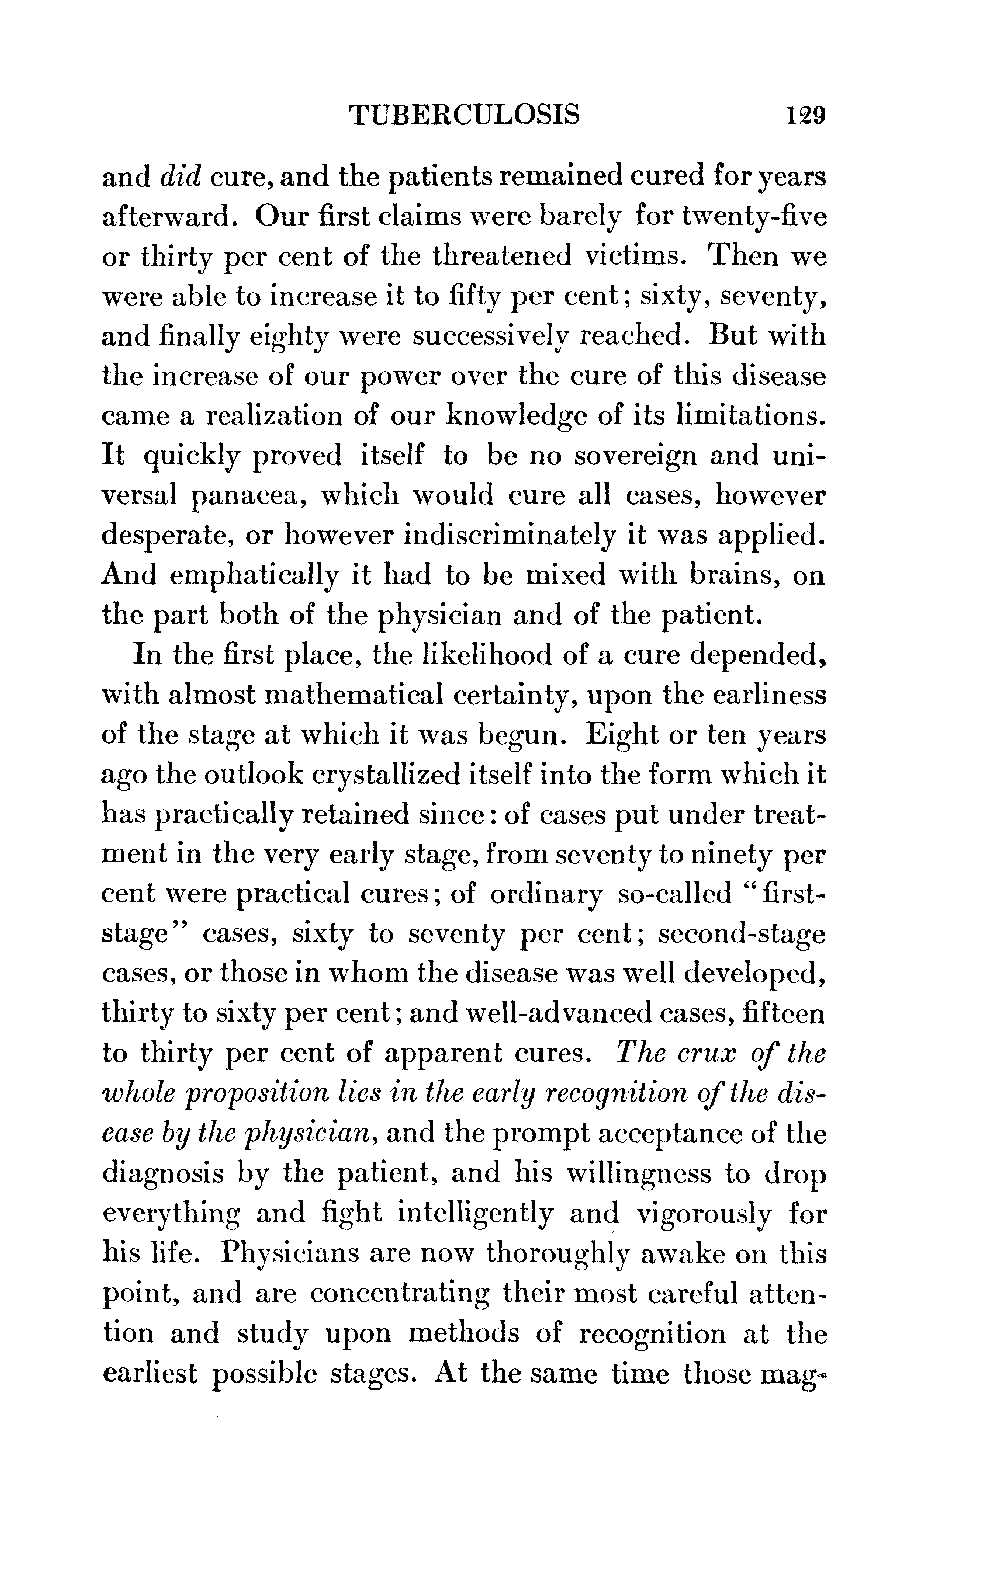 TUBERCULOSIS 129
and did cure, and the patients remained cured for years
afterward. Our first claims were barely for twenty-five
or thirty per cent of the threatened victims. Then we
were able to increase it to fifty per cent; sixty, seventy,
and finally eighty were successively reached. But with
the increase of our power over the cure of this disease
came a realization of our knowledge of its limitations.
It quickly proved itself to be no sovereign and uni-
versal panacea, which would cure all cases, however
desperate, or however indiscriminately it was applied.
And emphatically it had to be mixed with brains, on
the part both of the physician and of the patient.
In the first place, the likelihood of a cure depended,
with almost mathematical certainty, upon the earliness
of the stage at which it was begun. Eight or ten years
ago the outlook crystallized itself into the form which it
has practically retained since: of cases put under treat-
ment in the very early stage, from seventy to ninety per
cent were practical cures; of ordinary so-called "first-
stage" cases, sixty to seventy per cent; second-stage
cases, or those in whom the disease was well developed,
thirty to sixty per cent; and well-advanced cases, fifteen
to thirty per cent of apparent cures. The crux of the
whole proposition lies in the early recognition of the dis-
ease by the physician, and the prompt acceptance of the
diagnosis by the patient, and his willingness to drop
everything and fight intelligently and vigorously for
his life. Physicians are now thoroughly awake on this
point, and are concentrating their most careful atten-
tion and study upon methods of recognition at the
earliest possible stages. At the same time those mag-